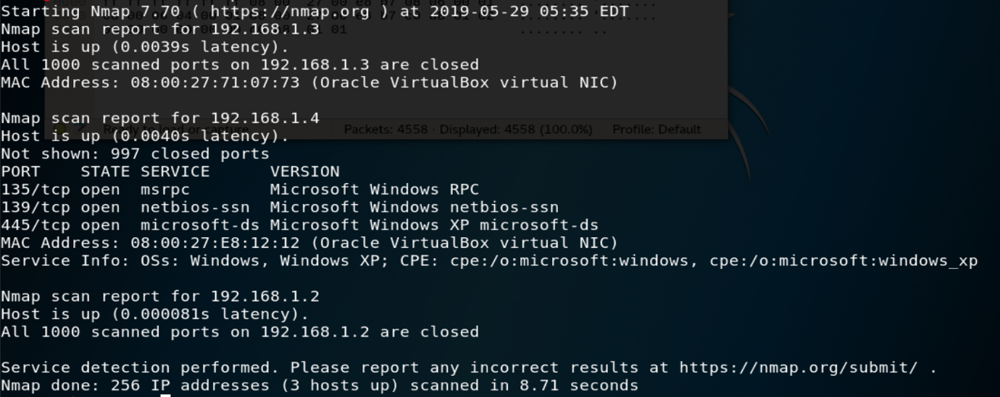 Starting Nmap 7.70 ( https://nmap.org ) at 2019-05-29 05:35 EDT
Nmap scan report for 192.168.1.3
Host is up (0.0039s latency).
All 1000 scanned ports on 192.168.1.3 are closed
MAC Address: 08:00:27:71:07:73 (Oracle VirtualBox virtual NIC)
Nmap scan report for 192.168.1.4
Ready to load or capture Packets: 4558 · Displayed: 4558 (100.0%) Profile: Default
Host is up (0.0040s latency).
Not shown: 997 closed ports
PORT STATE SERVICE VERSION
135/tcp open msrpc Microsoft Windows RPC
139/tcp open netbios-ssn Microsoft Windows netbios-ssn
445/tcp open microsoft-ds Microsoft Windows XP microsoft-ds
MAC Address: 08:00:27:E8:12:12 (Oracle VirtualBox virtual NIC)
Service Info: OSs: Windows, Windows XP; CPE: cpe:/o:microsoft:windows, cpe:/o:microsoft:windows_xp
Nmap scan report for 192.168.1.2
Host is up (0.000081s latency).
All 1000 scanned ports on 192.168.1.2 are closed
Service detection performed. Please report any incorrect results at https://nmap.org/submit/ .
Nmap done: 256 IP addresses (3 hosts up) scanned in 8.71 seconds